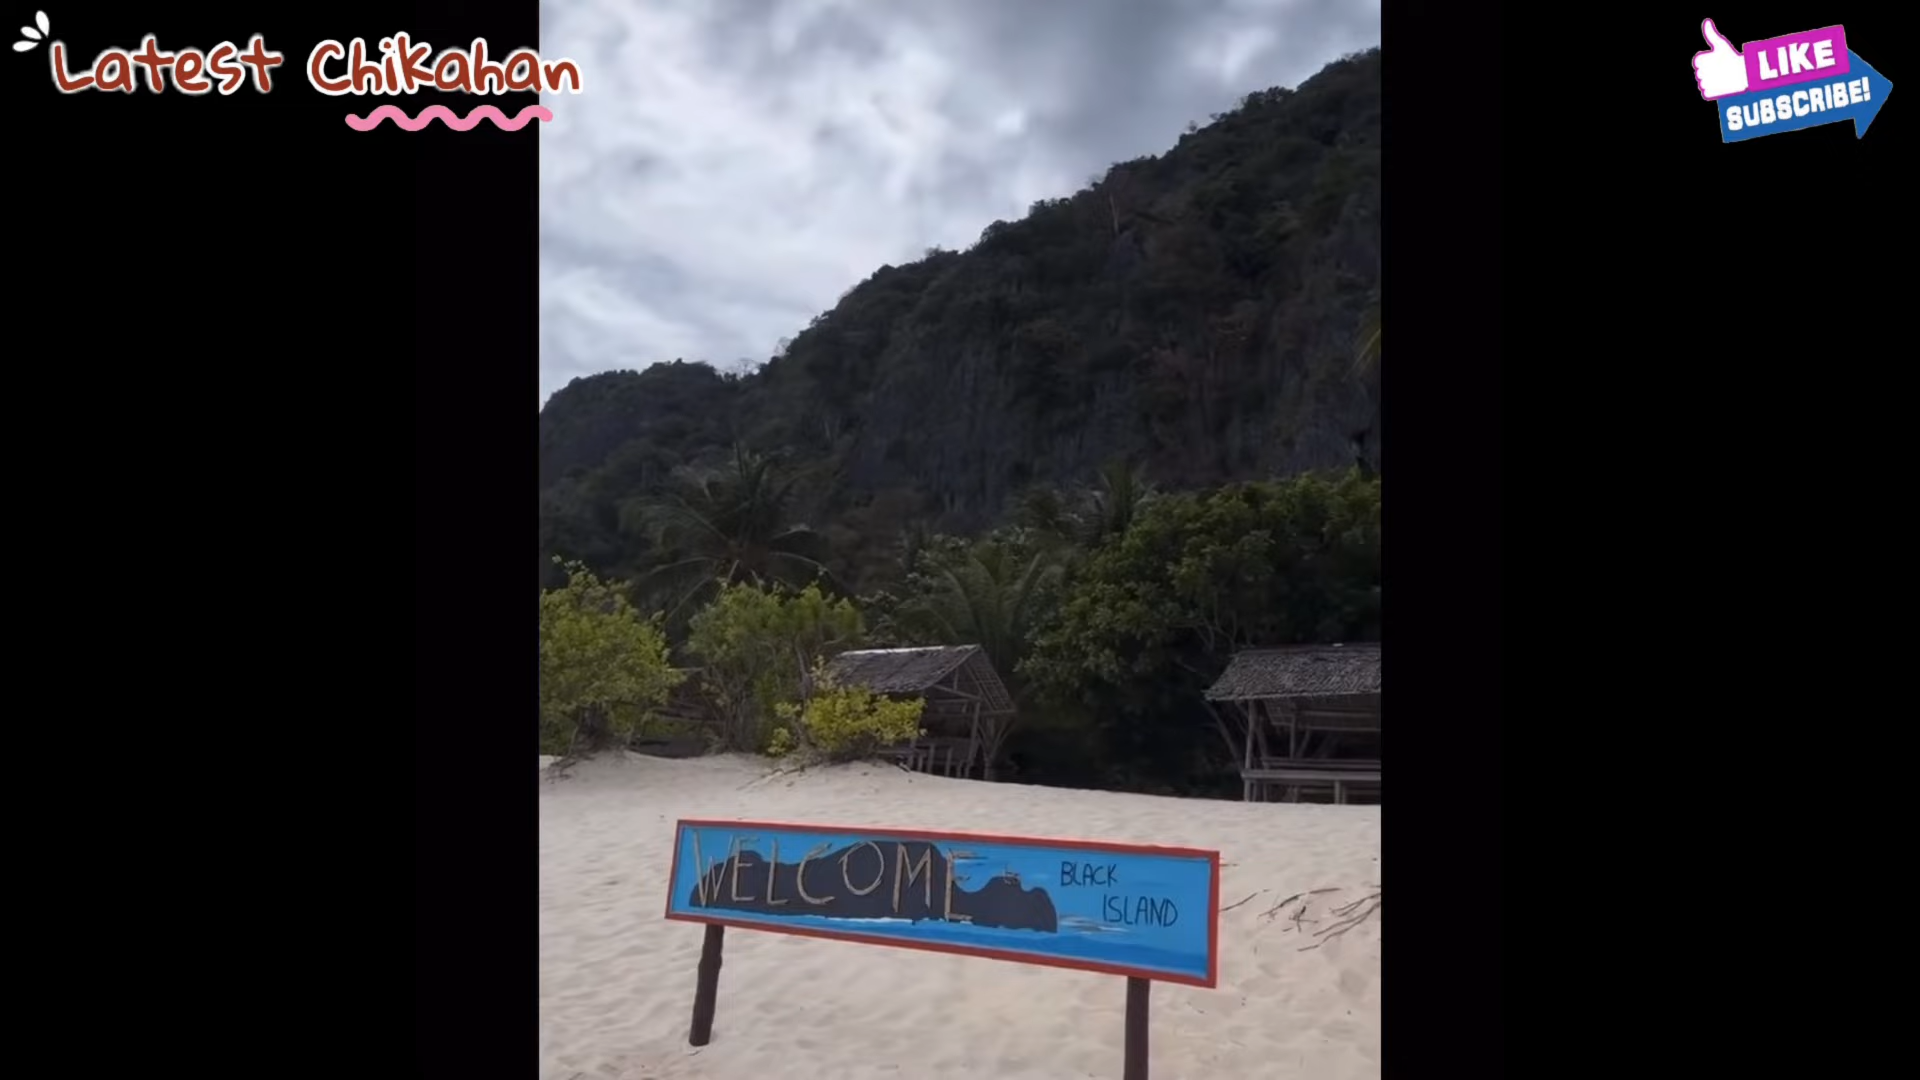 Latest Chikahan
LIKE
SUBSCRIBE!
WELCOME
BLACK
ISLAND